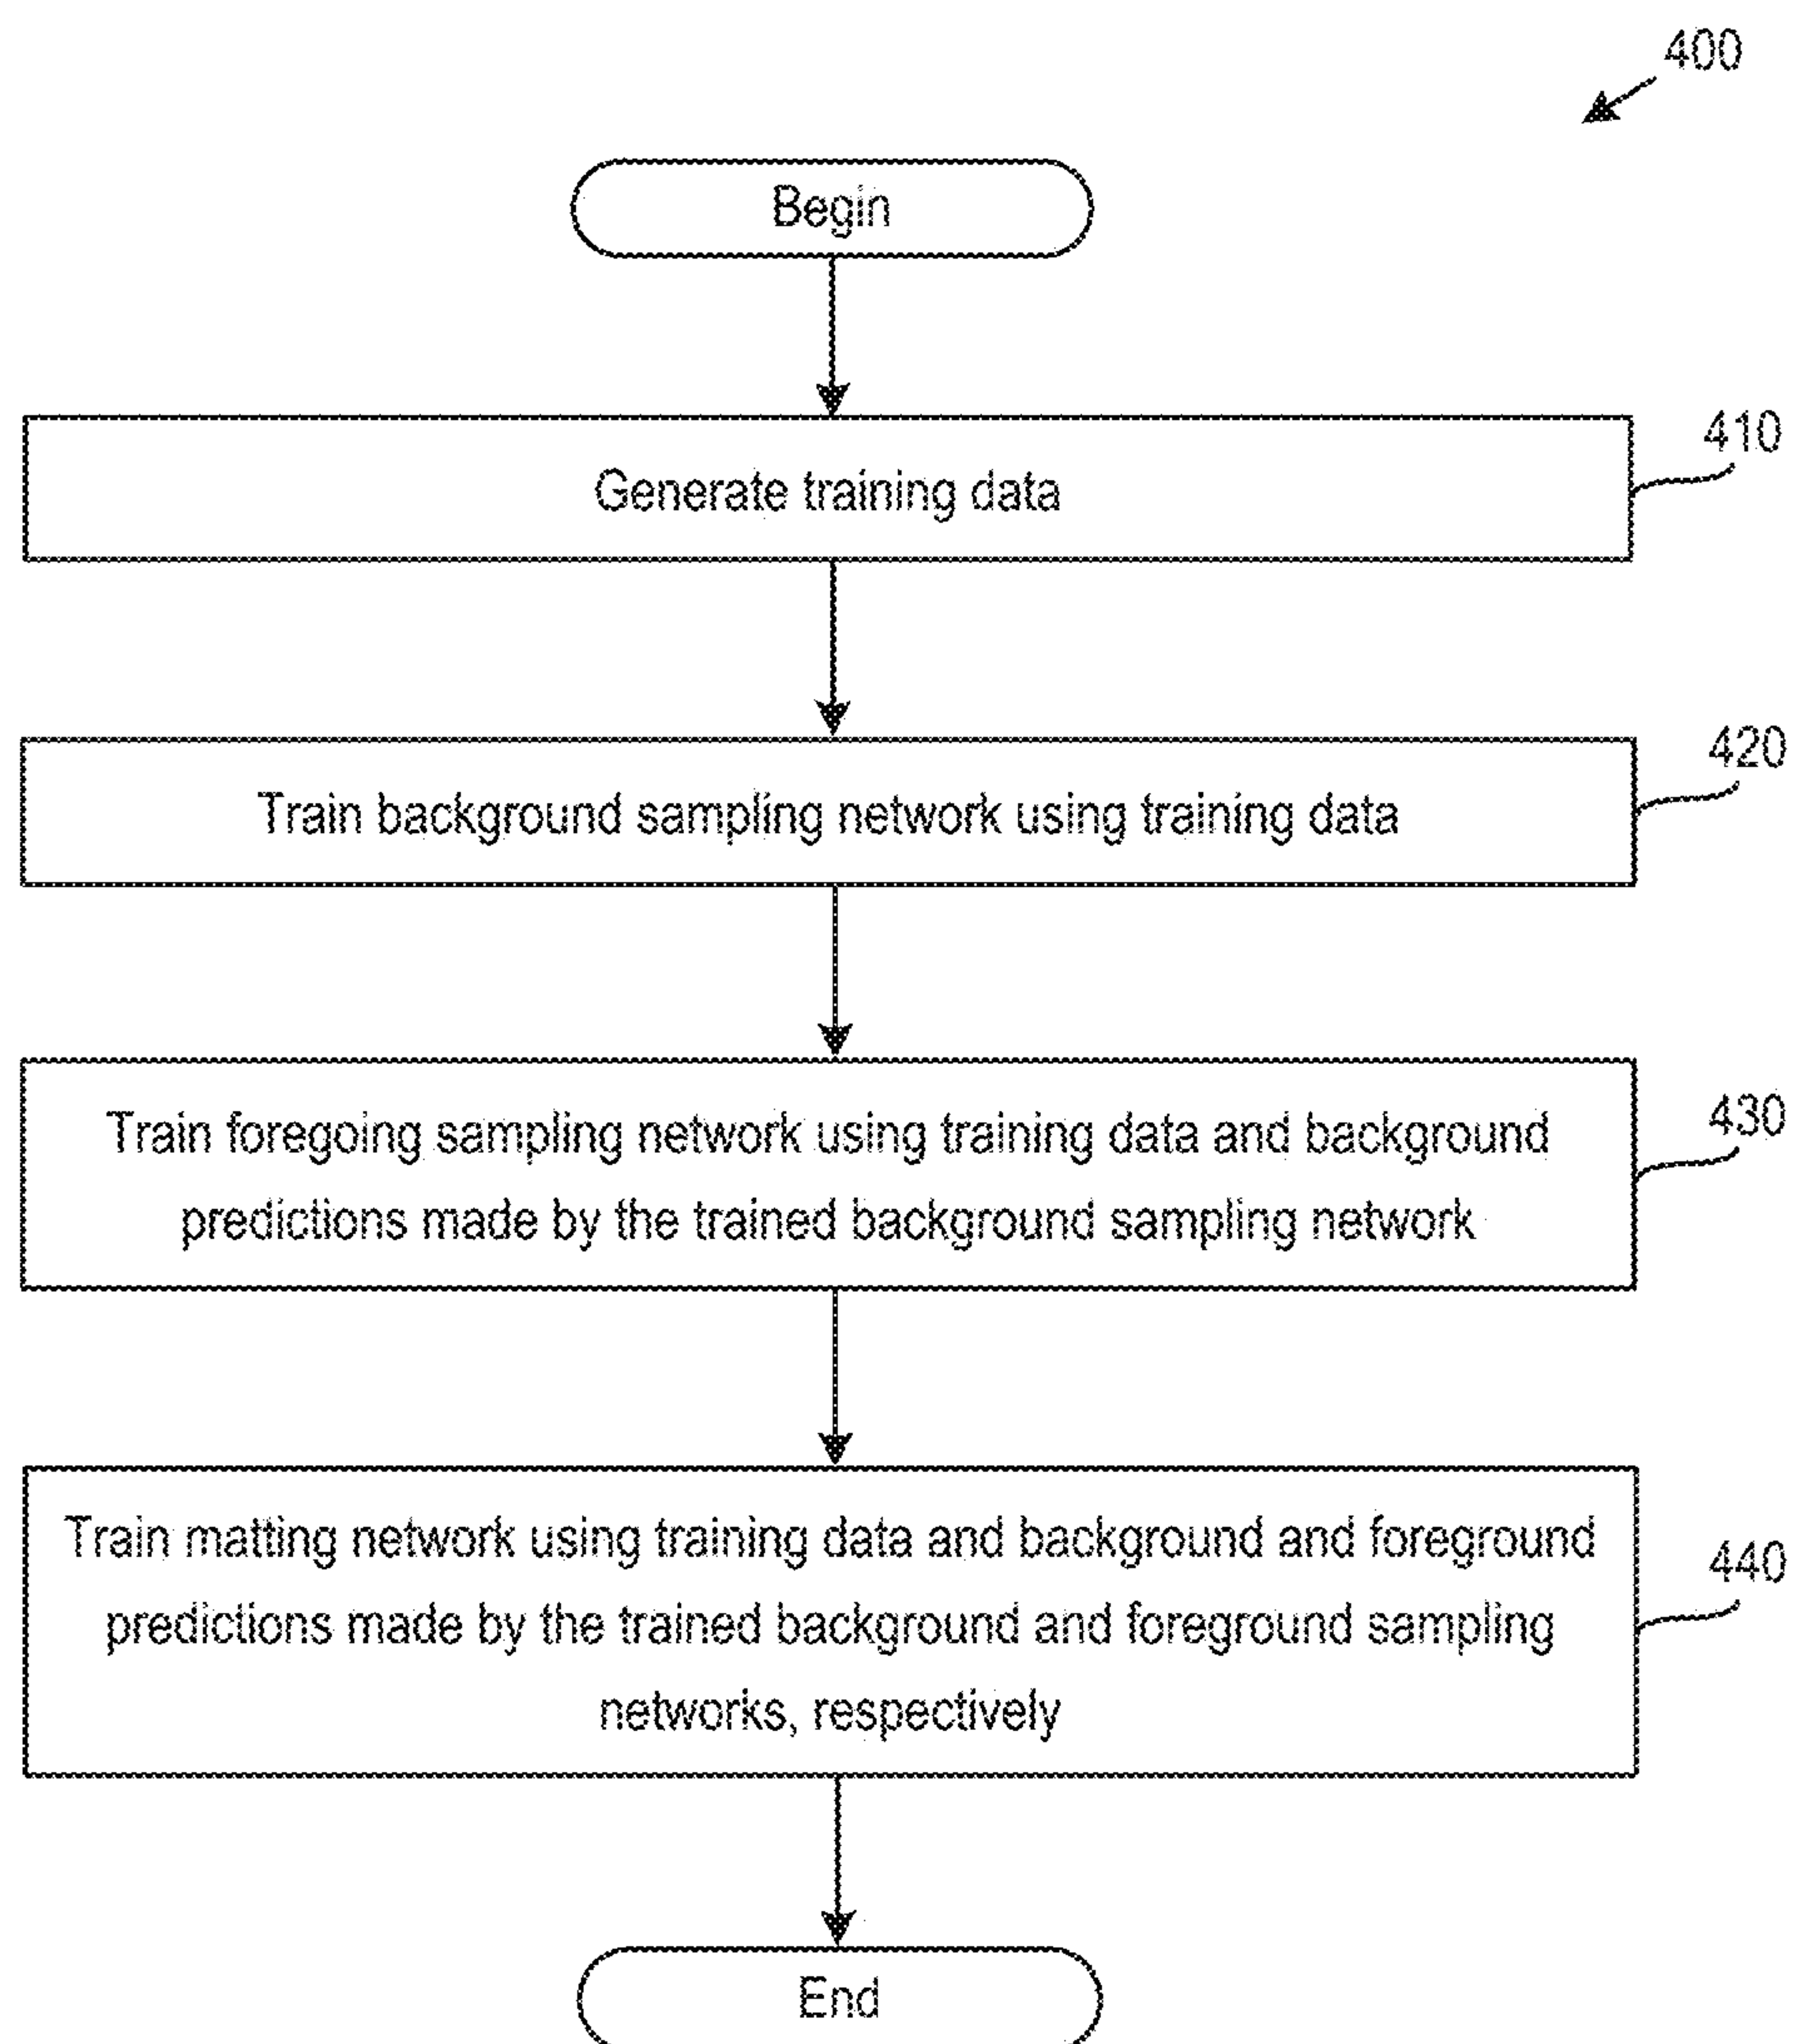 400
Begin
410
Generate training data
420
Train background sampling network using training data
430
Train foregoing sampling network using training data and background
predictions made by the trained background sampling network
440
Train matting network using training data and background and foreground
predictions made by the trained background and foreground sampling
networks, respectively
End